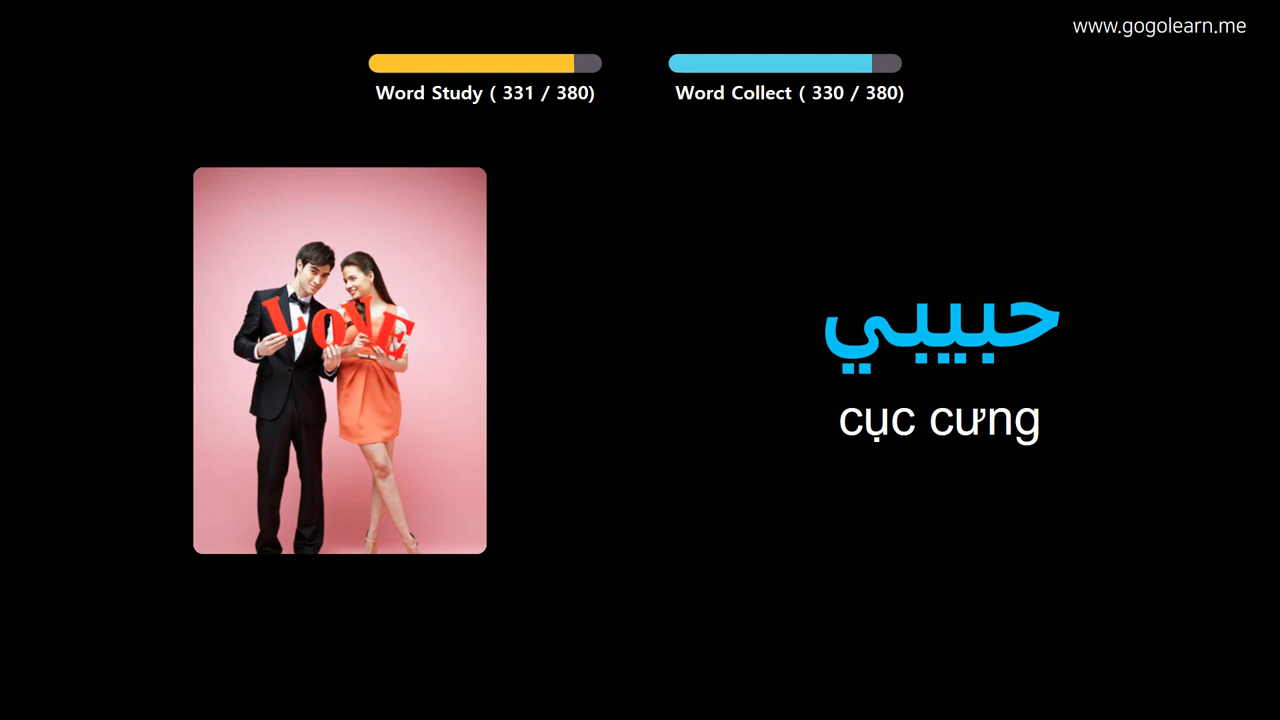 www.gogolearn.me
Word Study ( 331 / 380)
Word Collect ( 330 / 380)
LOVE
حبيبي
cục cưng